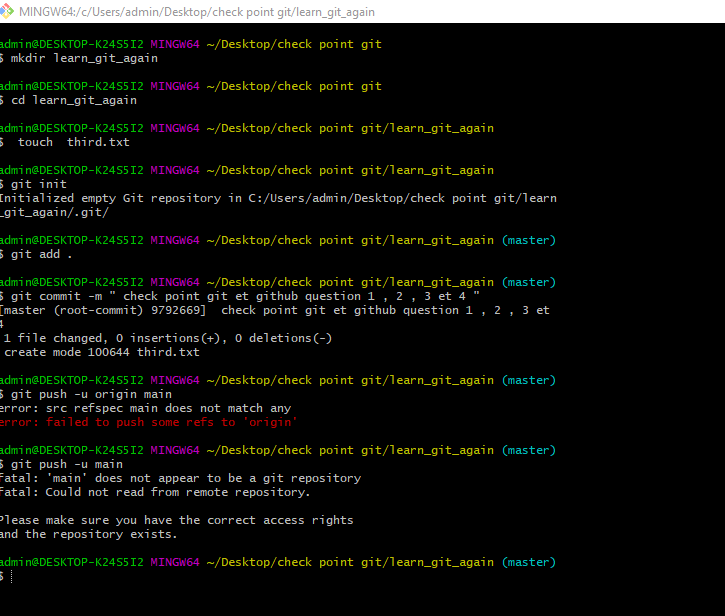 MINGW64:/c/Users/admin/Desktop/check point git/learn_git_again
admin@DESKTOP-K24S5I2 MINGW64 ~/Desktop/check point git
$ mkdir learn_git_again
admin@DESKTOP-K24S5I2 MINGW64 ~/Desktop/check point git
$ cd learn_git_again
admin@DESKTOP-K24S5I2 MINGW64 ~/Desktop/check point git/learn_git_again
$  touch  third.txt
admin@DESKTOP-K24S5I2 MINGW64 ~/Desktop/check point git/learn_git_again
$ git init
Initialized empty Git repository in C:/Users/admin/Desktop/check point git/learn
_git_again/.git/
admin@DESKTOP-K24S5I2 MINGW64 ~/Desktop/check point git/learn_git_again (master)
$ git add .
admin@DESKTOP-K24S5I2 MINGW64 ~/Desktop/check point git/learn_git_again (master)
$ git commit -m " check point git et github question 1 , 2 , 3 et 4 "
[master (root-commit) 9792669]  check point git et github question 1 , 2 , 3 et
4
 1 file changed, 0 insertions(+), 0 deletions(-)
 create mode 100644 third.txt
admin@DESKTOP-K24S5I2 MINGW64 ~/Desktop/check point git/learn_git_again (master)
$ git push -u origin main
error: src refspec main does not match any
error: failed to push some refs to 'origin'
admin@DESKTOP-K24S5I2 MINGW64 ~/Desktop/check point git/learn_git_again (master)
$ git push -u main
fatal: 'main' does not appear to be a git repository
fatal: Could not read from remote repository.
Please make sure you have the correct access rights
and the repository exists.
admin@DESKTOP-K24S5I2 MINGW64 ~/Desktop/check point git/learn_git_again (master)
$